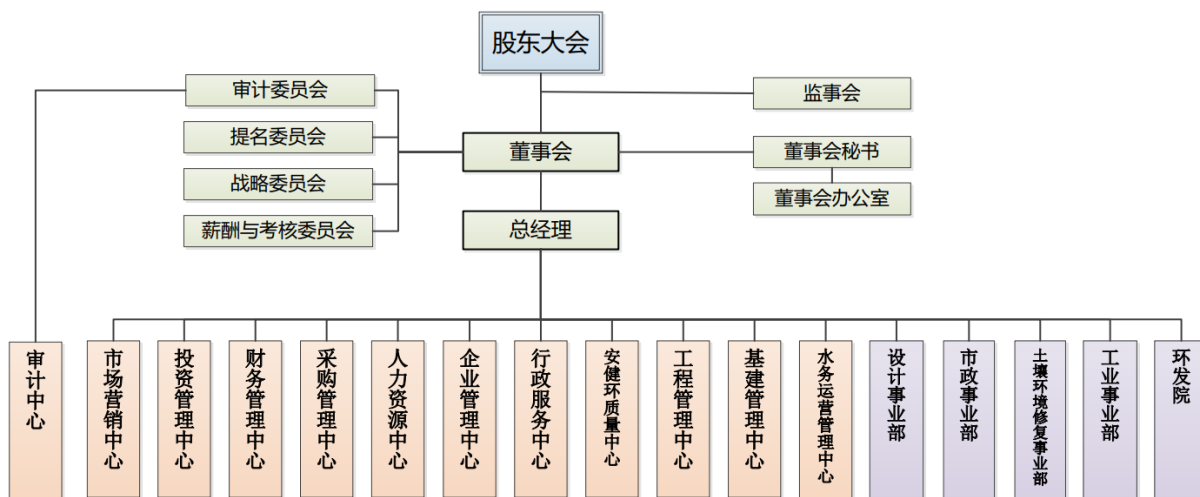 股东大会
审计委员会
监事会
提名委员会
董事会
董事会秘书
战略委员会
董事会办公室
薪酬与考核委员会
总经理
审计中心
市场营销中心
投资管理中心
财务管理中心
采购管理中心
人力资源中心
企业管理中心
行政服务中心
安健环质量中心
工程管理中心
基建管理中心
水务运营管理中心
设计事业部
市政事业部
土壤环境修复事业部
工业事业部
环发院